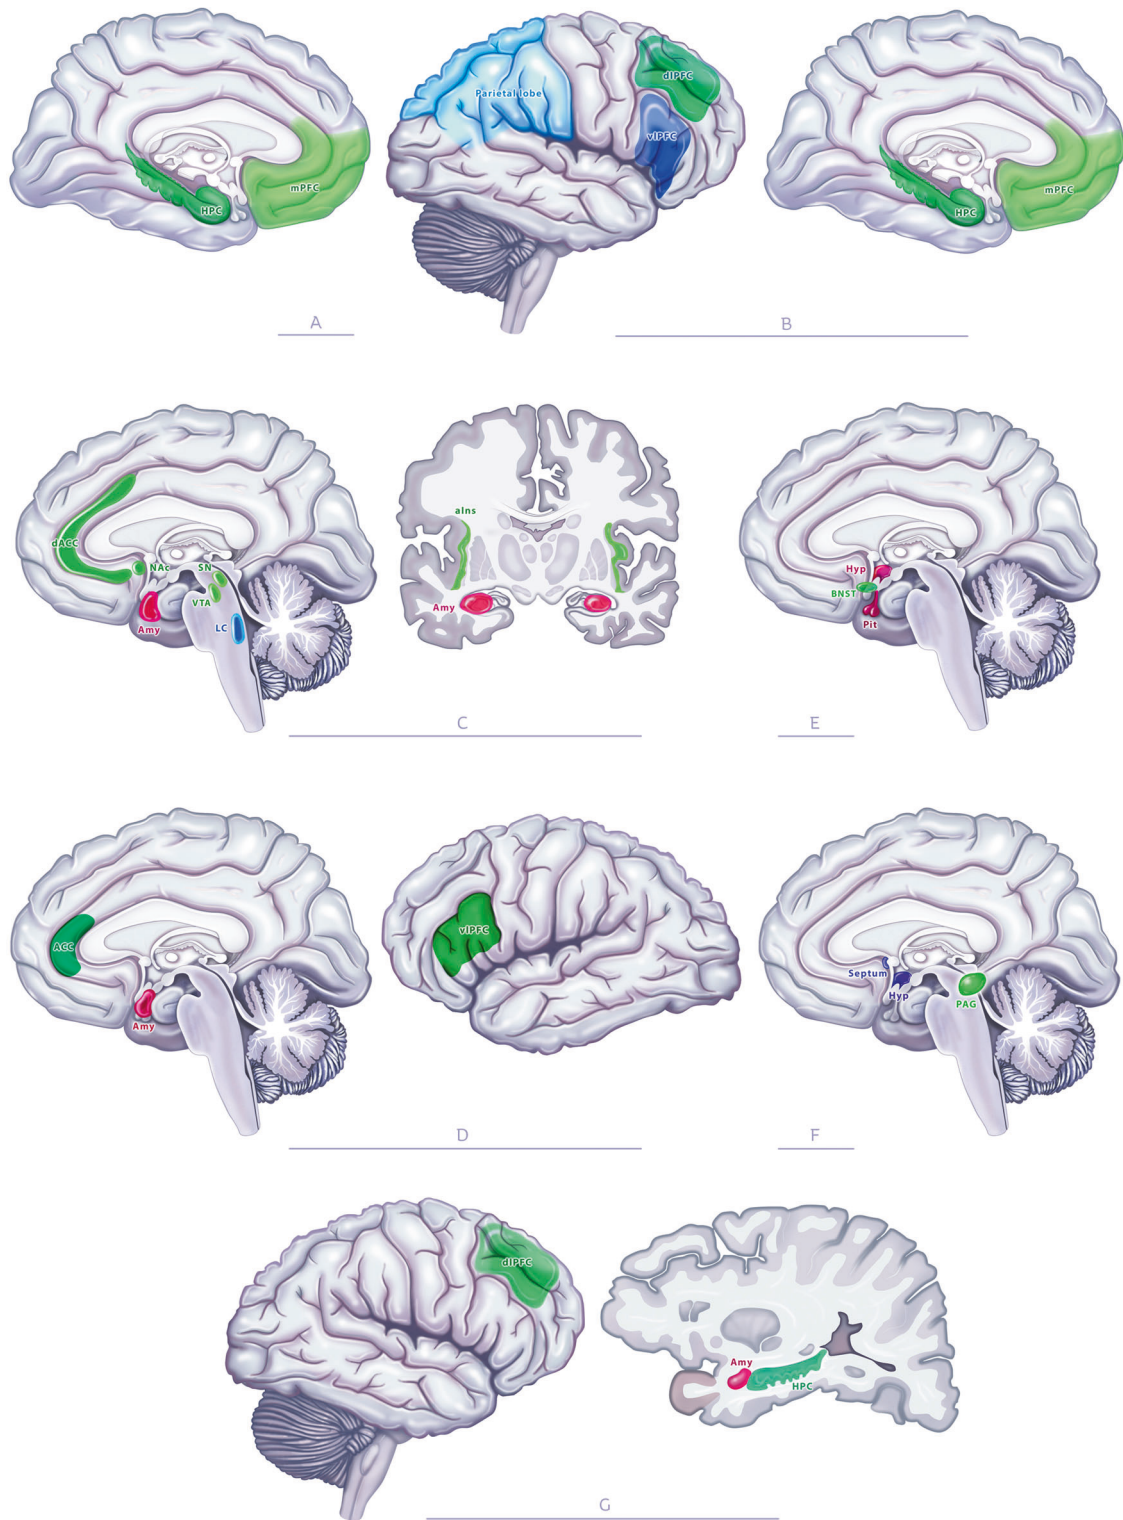 mPFC
HPC
Parietal lobe
dlPFC
vlPFC
mPFC
HPC
A
B
aIns
dACC
NAc
SN
VTA
Amy
LC
Amy
Hyp
BNST
Pit
C
E
ACC
Amy
vlPFC
Septum
Hyp
PAG
D
F
dlPFC
Amy
HPC
G